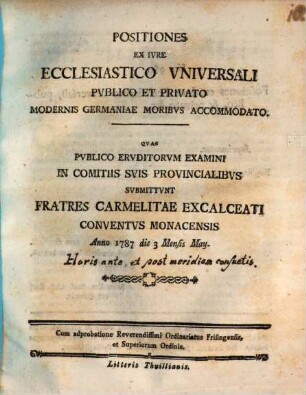 POSITIONES
EX IVRE
ECCLESIASTICO VNIVERSALI
PVBLICO ET PRIVATO
MODERNIS GERMANIAE MORIBVS ACCOMMODATO.
QVAS
PVBLICO ERVDITORVM EXAMINI
IN COMITIIS SVIS PROVINCIALIBVS
SVBMITTVNT
FRATRES CARMELITAE EXCALCEATI
CONVENTVS MONACENSIS
Anno 1787 die 3 Mensis May.
Horis ante, et post meridiem consuetis.
Cum adprobatione Reverendissimi Ordinariatus Frisingensis,
et Superiorum Ordinis.
Litteris Thuillianis.